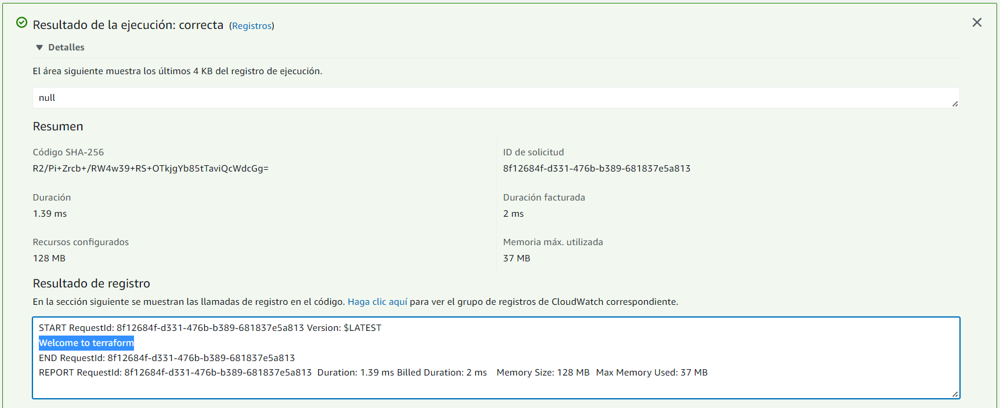 Resultado de la ejecución: correcta (Registros)
Detalles
El área siguiente muestra los últimos 4 KB del registro de ejecución.
null
Resumen
Código SHA-256
R2/Pi+Zrcb+/RW4w39+RS+OTkjgYb85tTaviQcWdcGg=
ID de solicitud
8f12684f-d331-476b-b389-681837e5a813
Duración
1.39 ms
Duración facturada
2 ms
Recursos configurados
128 MB
Memoria máx. utilizada
37 MB
Resultado de registro
En la sección siguiente se muestran las llamadas de registro en el código. Haga clic aquí para ver el grupo de registros de CloudWatch correspondiente.
START RequestId: 8f12684f-d331-476b-b389-681837e5a813 Version: $LATEST
Welcome to terraform
END RequestId: 8f12684f-d331-476b-b389-681837e5a813
REPORT RequestId: 8f12684f-d331-476b-b389-681837e5a813 Duration: 1.39 ms Billed Duration: 2 ms Memory Size: 128 MB Max Memory Used: 37 MB